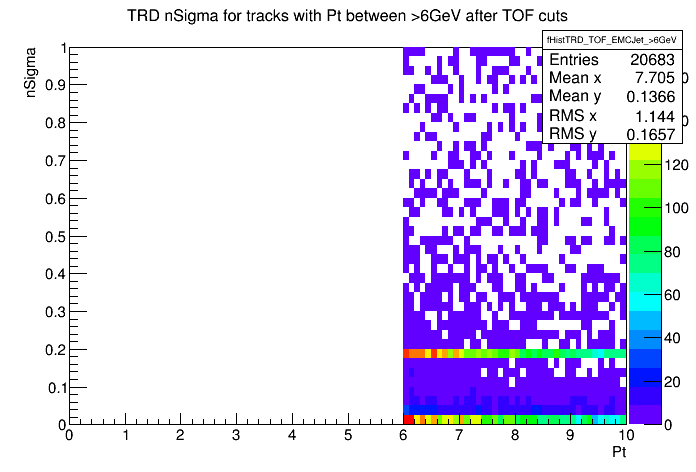 TRD nSigma for tracks with Pt between >6GeV after TOF cuts
fHistTRD_TOF_EMCJet_>6GeV
Entries 20683
Mean x 7.705
Mean y 0.1366
RMS x 1.144
RMS y 0.1657
nSigma
1
0.9
0.8
0.7
0.6
0.5
0.4
0.3
0.2
0.1
0
0 1 2 3 4 5 6 7 8 9 10
Pt
120
100
80
60
40
20
0